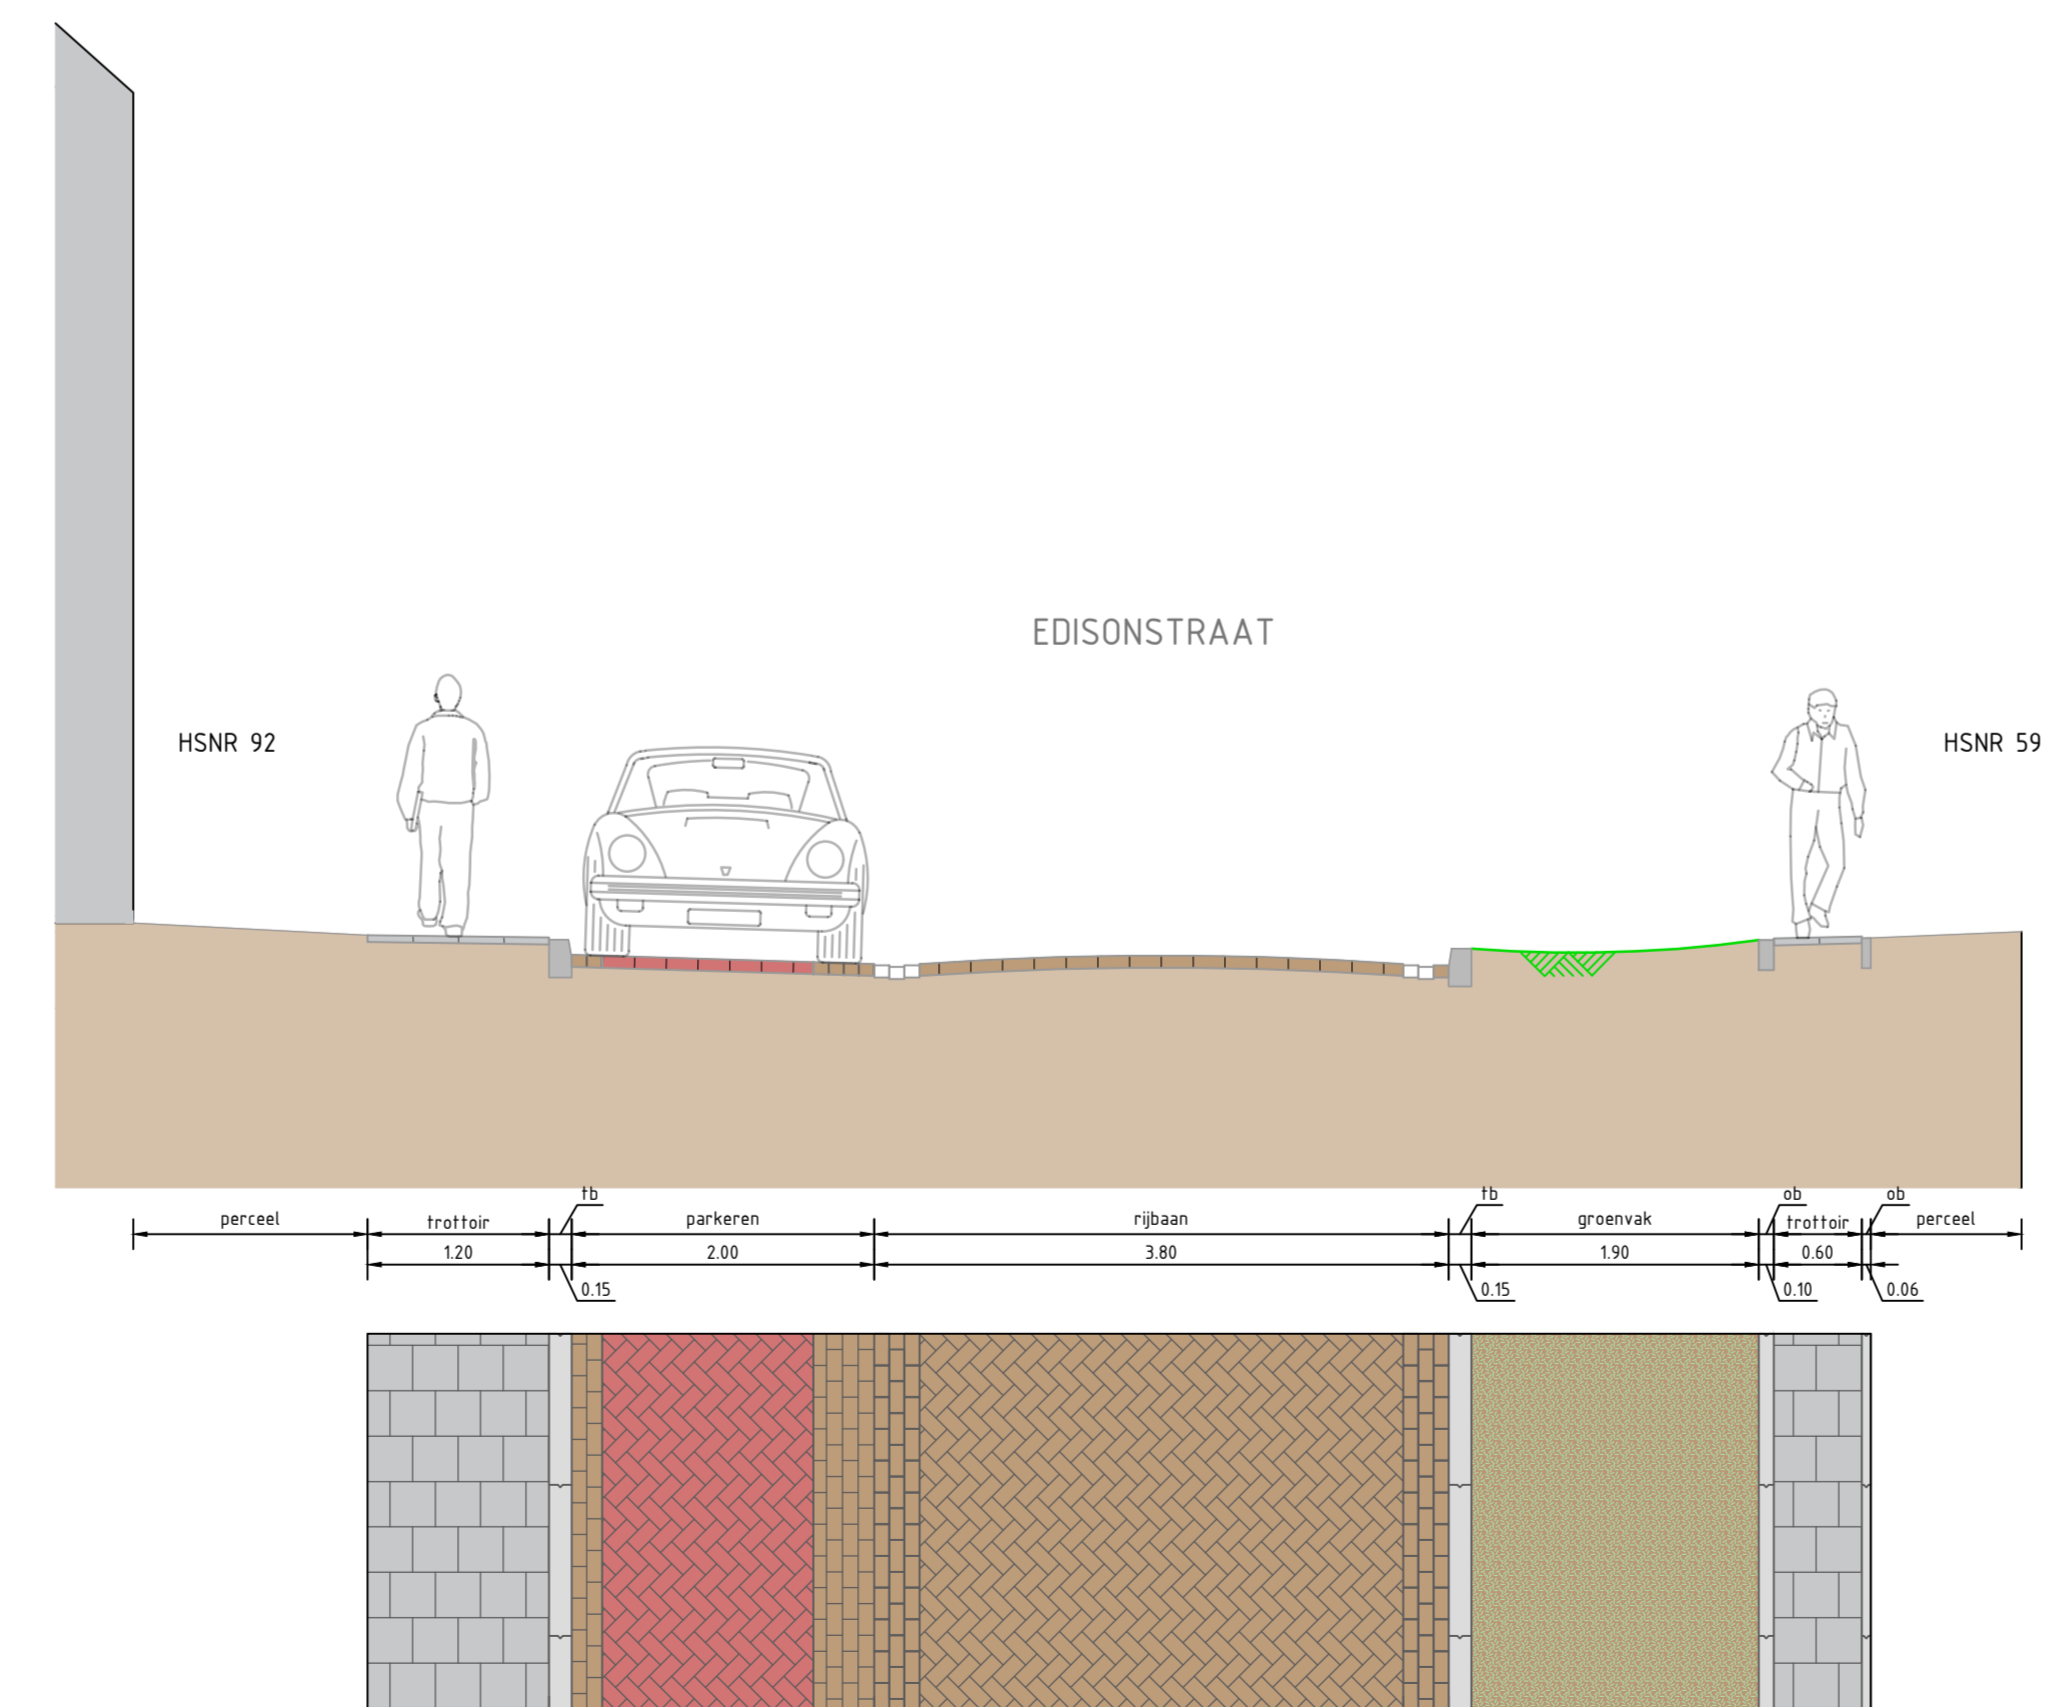 EDISONSTRAAT
HSNR 92
HSNR 59
tb tb ob ob
perceel trottoir parkeren rijbaan groenvak trottoir perceel
1.20 2.00 3.80 1.90 0.60
0.15 0.15 0.10 0.06